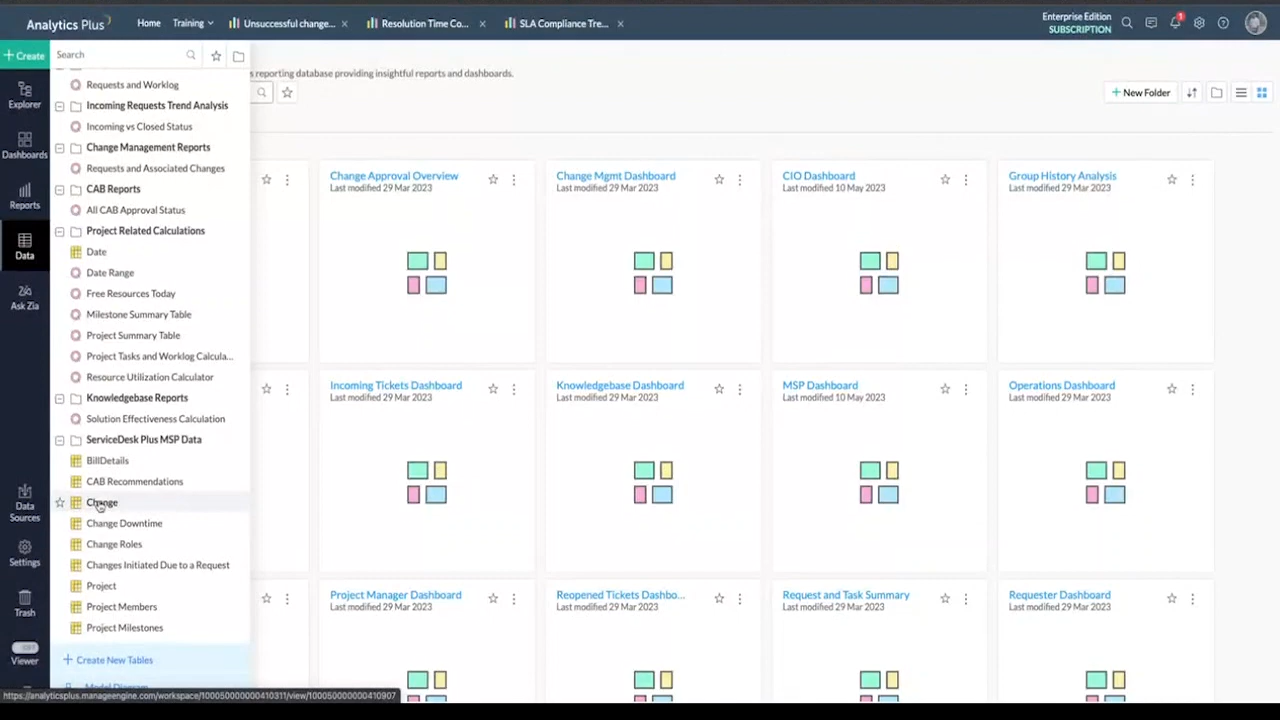 Analytics Plus
Home
Training
Unsuccessful change...
Resolution Time Co...
SLA Compliance Tre...
Enterprise Edition
SUBSCRIPTION
+ Create
Explorer
Dashboards
Reports
Data
Ask Zia
Data
Sources
Settings
Trash
Viewer
Search
Requests and Worklog
Incoming Requests Trend Analysis
Incoming vs Closed Status
Change Management Reports
Requests and Associated Changes
CAB Reports
All CAB Approval Status
Project Related Calculations
Date
Date Range
Free Resources Today
Milestone Summary Table
Project Summary Table
Project Tasks and Worklog Calcula...
Resource Utilization Calculator
Knowledgebase Reports
Solution Effectiveness Calculation
ServiceDesk Plus MSP Data
BillDetails
CAB Recommendations
Change
Change Downtime
Change Roles
Changes Initiated Due to a Request
Project
Project Members
Project Milestones
+ Create New Tables
Model Diagram
https://analyticsplus.manageengine.com/workspace/100050000000410311/view/100050000000410907
s reporting database providing insightful reports and dashboards.
+ New Folder
Change Approval Overview
Last modified 29 Mar 2023
Change Mgmt Dashboard
Last modified 29 Mar 2023
CIO Dashboard
Last modified 10 May 2023
Group History Analysis
Last modified 29 Mar 2023
Incoming Tickets Dashboard
Last modified 29 Mar 2023
Knowledgebase Dashboard
Last modified 29 Mar 2023
MSP Dashboard
Last modified 10 May 2023
Operations Dashboard
Last modified 29 Mar 2023
Project Manager Dashboard
Last modified 29 Mar 2023
Reopened Tickets Dashbo...
Last modified 29 Mar 2023
Request and Task Summary
Last modified 29 Mar 2023
Requester Dashboard
Last modified 29 Mar 2023